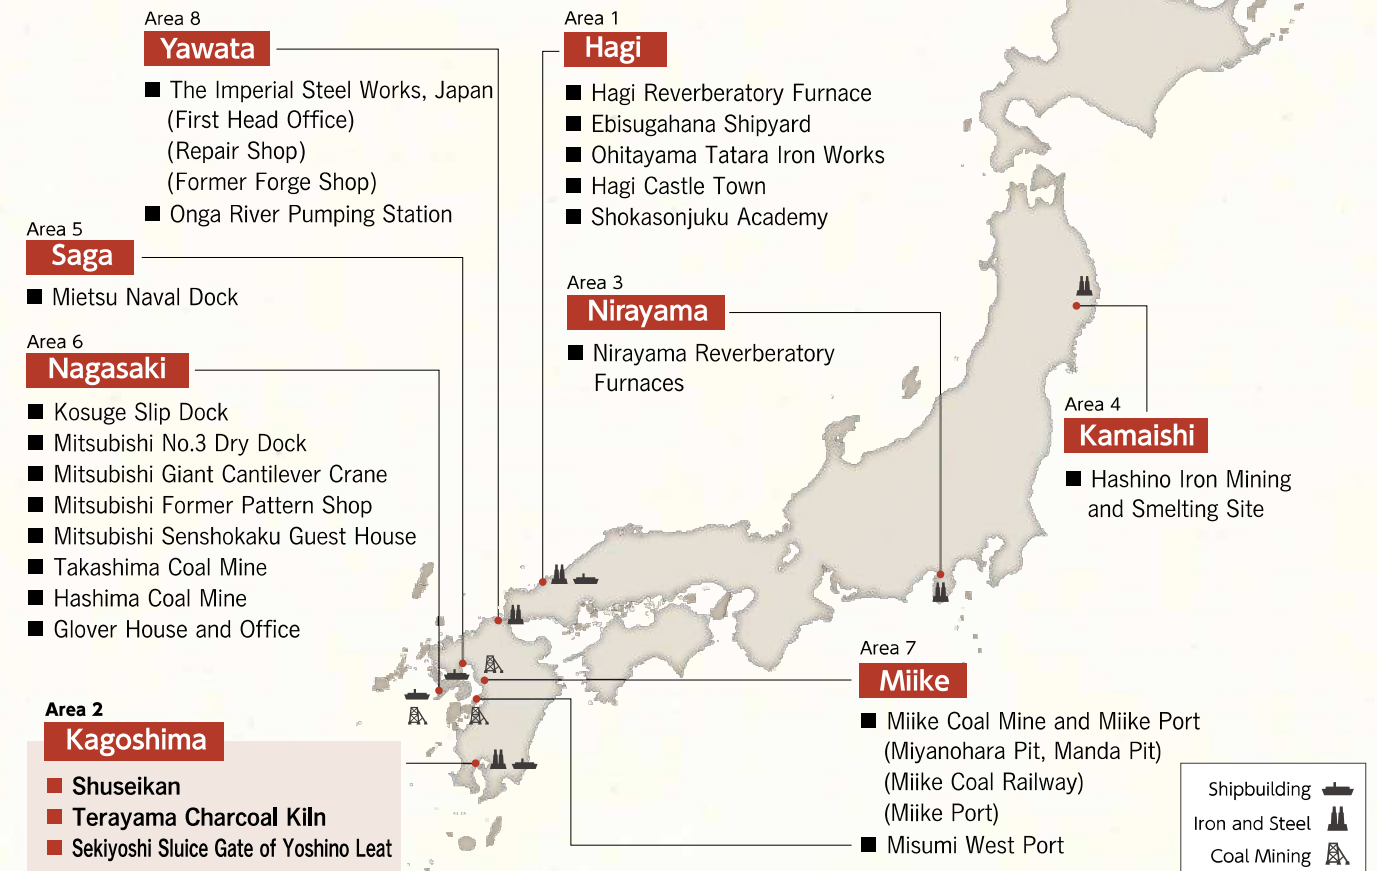 Area 8
Yawata
The Imperial Steel Works, Japan
(First Head Office)
(Repair Shop)
(Former Forge Shop)
Onga River Pumping Station
Area 1
Hagi
Hagi Reverberatory Furnace
Ebisugahana Shipyard
Ohitayama Tatara Iron Works
Hagi Castle Town
Shokasonjuku Academy
Area 5
Saga
Mietsu Naval Dock
Area 3
Nirayama
Nirayama Reverberatory
Furnaces
Area 6
Nagasaki
Kosuge Slip Dock
Mitsubishi No.3 Dry Dock
Mitsubishi Giant Cantilever Crane
Mitsubishi Former Pattern Shop
Mitsubishi Senshokaku Guest House
Takashima Coal Mine
Hashima Coal Mine
Glover House and Office
Area 4
Kamaishi
Hashino Iron Mining
and Smelting Site
Area 7
Miike
Miike Coal Mine and Miike Port
(Miyanohara Pit, Manda Pit)
(Miike Coal Railway)
(Miike Port)
Misumi West Port
Area 2
Kagoshima
Shuseikan
Terayama Charcoal Kiln
Sekiyoshi Sluice Gate of Yoshino Leat
Shipbuilding
Iron and Steel
Coal Mining